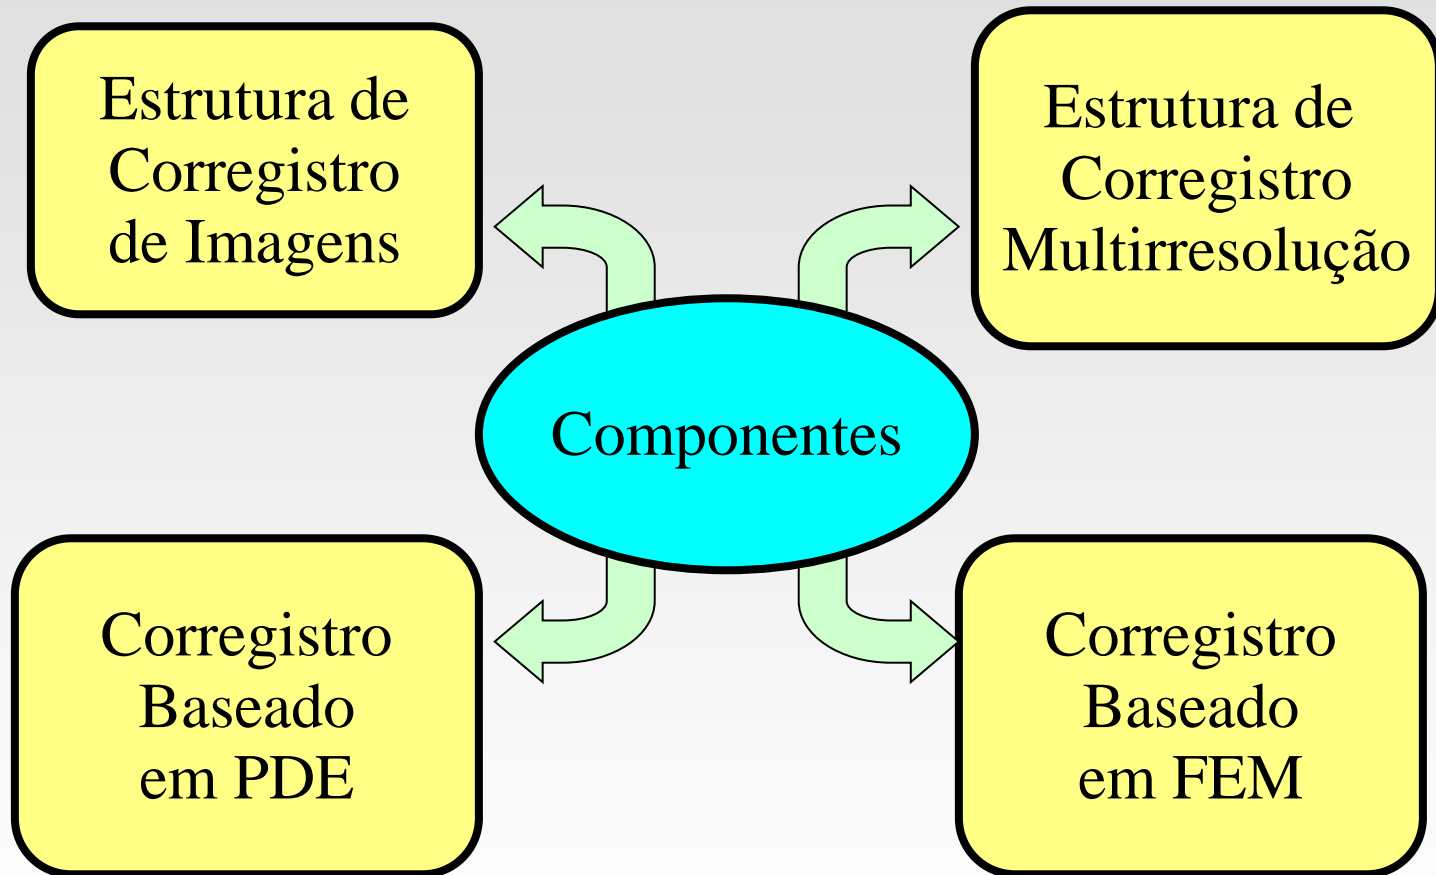 Estrutura de
Corregistro
de Imagens
Estrutura de
Corregistro
Multirresolução
Componentes
Corregistro
Baseado
em PDE
Corregistro
Baseado
em FEM